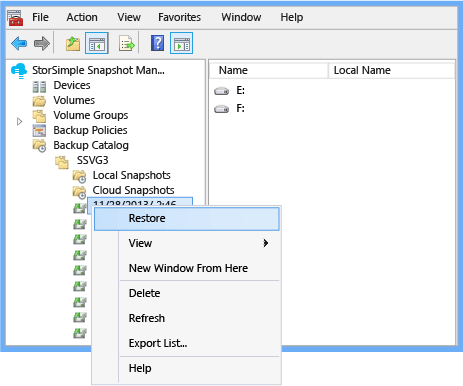 File Action View Favorites Window Help
StorSimple Snapshot Man...
Devices
Volumes
Volume Groups
Backup Policies
Backup Catalog
SSVG3
Local Snapshots
Cloud Snapshots
11/28/2013/ 2:46
Name Local Name
E:
F:
Restore
View
New Window From Here
Delete
Refresh
Export List...
Help